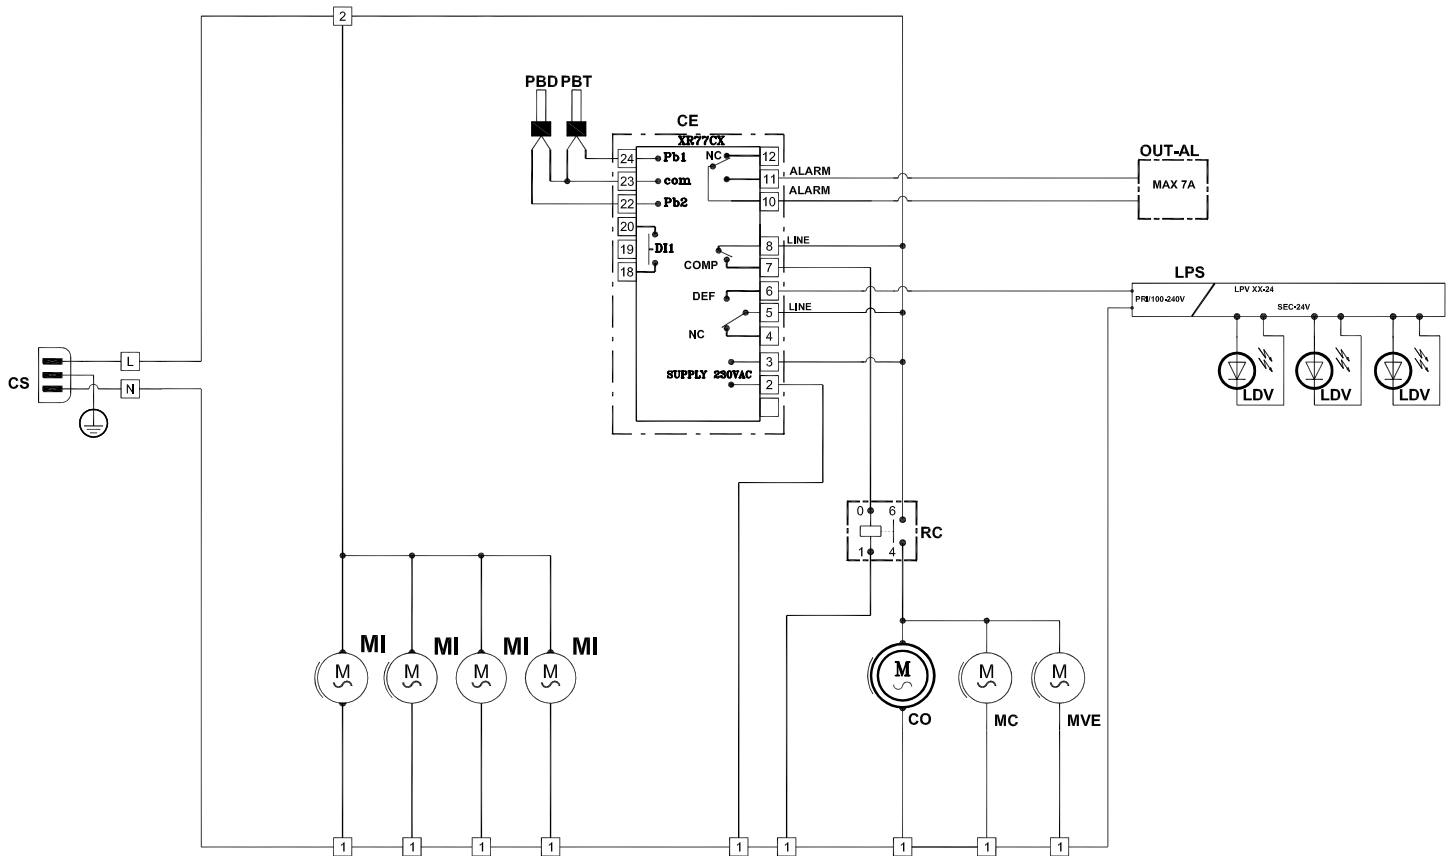 2
PBD PBT
CE
XR77CX
24 Pb1 NC 12
23 com 11 ALARM
22 Pb2 10 ALARM
20
19 DI1 8 LINE
18 COMP 7
DEF 6
5 LINE
NC 4
3
SUPPLY 230VAC 2
OUT-AL
MAX 7A
LPS
PRI/100-240V LPV XX-24
SEC-24V
LDV LDV LDV
CS
L
N
0 6
RC
1 4
MI MI MI MI
M M M M
M M M
CO MC MVE
1 1 1 1 1 1 1 1 1